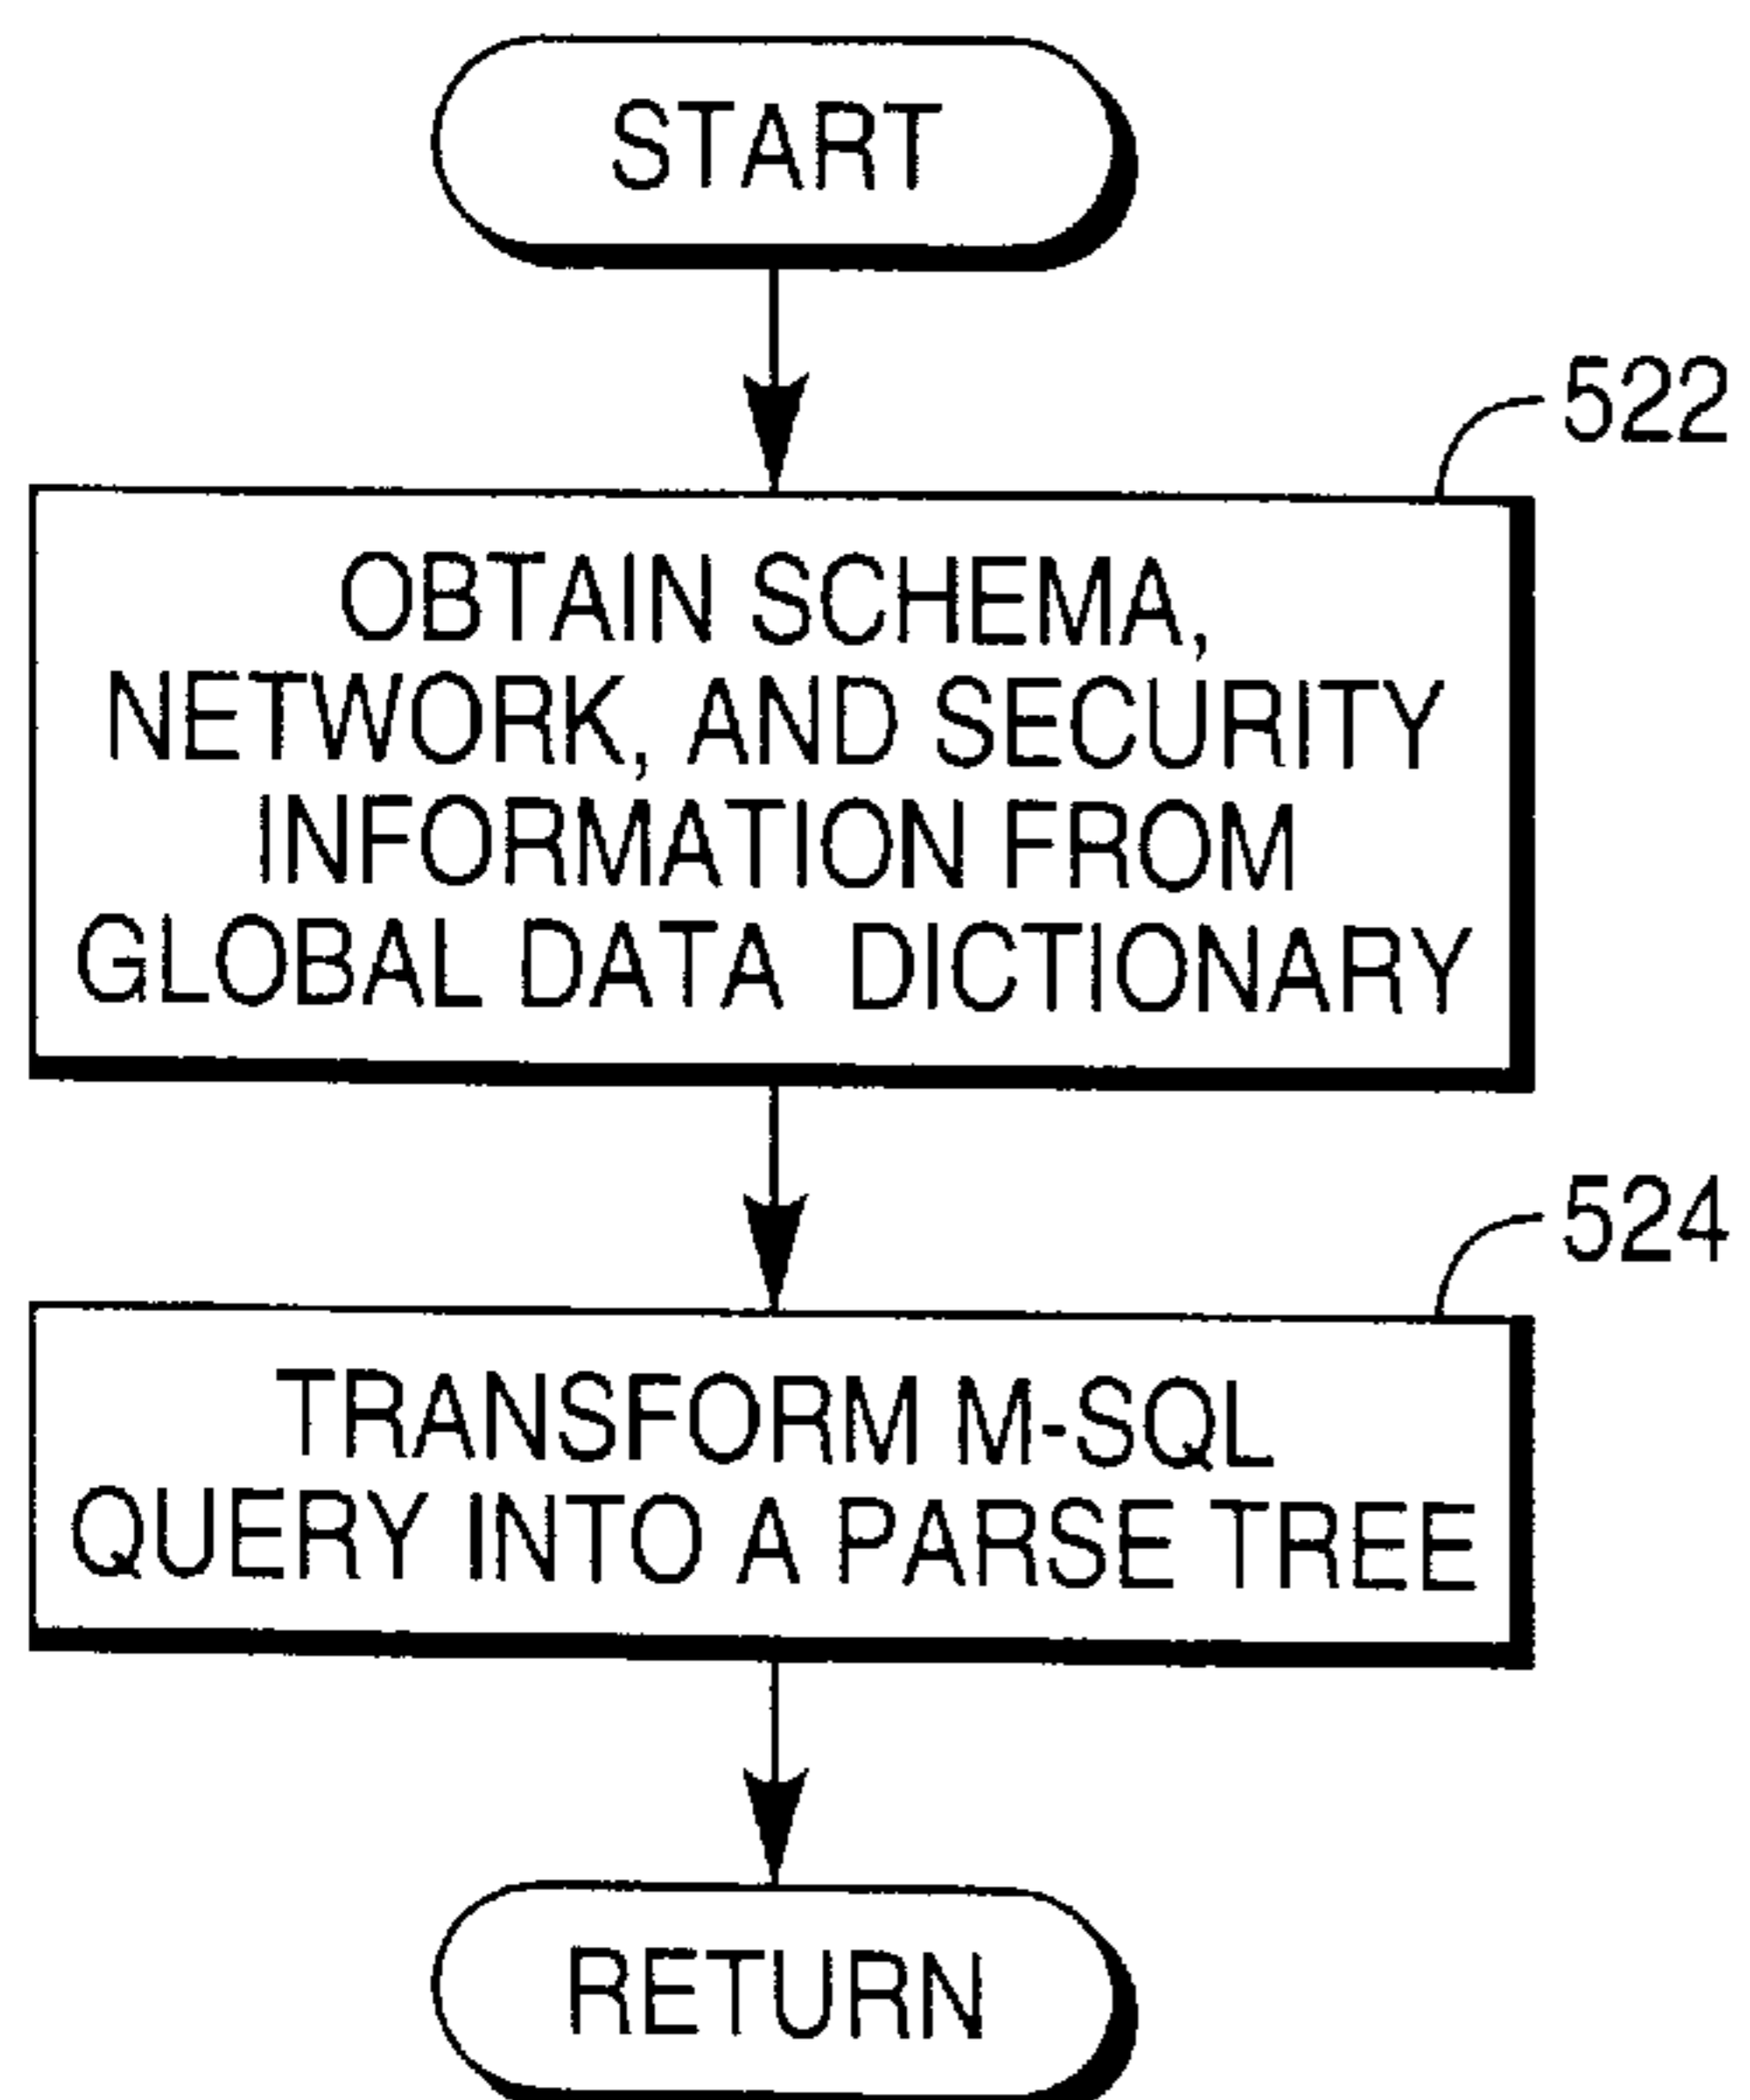 START
522
OBTAIN SCHEMA,
NETWORK, AND SECURITY
INFORMATION FROM
GLOBAL DATA DICTIONARY
524
TRANSFORM M-SQL
QUERY INTO A PARSE TREE
RETURN